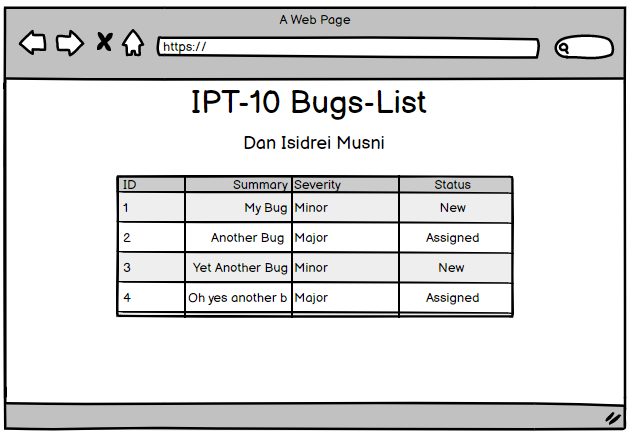 A Web Page
https://
IPT-10 Bugs-List
Dan Isidrei Musni
ID Summary Severity Status
1 My Bug Minor New
2 Another Bug Major Assigned
3 Yet Another Bug Minor New
4 Oh yes another b Major Assigned